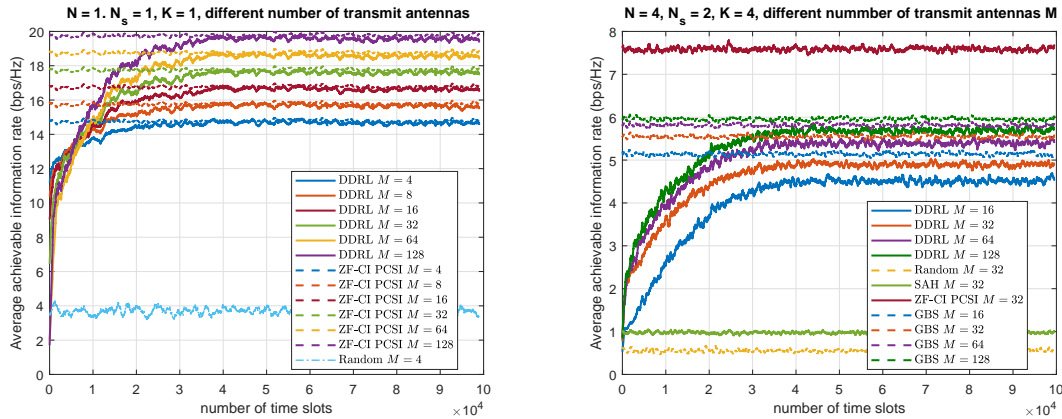 N = 1. N_s = 1, K = 1, different number of transmit antennas
Average achievable information rate (bps/Hz)
20
18
16
14
12
10
8
6
4
2
0
DDRL M = 4
DDRL M = 8
DDRL M = 16
DDRL M = 32
DDRL M = 64
DDRL M = 128
ZF-CI PCSI M = 4
ZF-CI PCSI M = 8
ZF-CI PCSI M = 16
ZF-CI PCSI M = 32
ZF-CI PCSI M = 64
ZF-CI PCSI M = 128
Random M = 4
0 1 2 3 4 5 6 7 8 9 10
number of time slots
×10^4
N = 4, N_s = 2, K = 4, different nummber of transmit antennas M
Average achievable information rate (bps/Hz)
8
7
6
5
4
3
2
1
0
DDRL M = 16
DDRL M = 32
DDRL M = 64
DDRL M = 128
Random M = 32
SAH M = 32
ZF-CI PCSI M = 32
GBS M = 16
GBS M = 32
GBS M = 64
GBS M = 128
0 1 2 3 4 5 6 7 8 9 10
number of time slots
×10^4